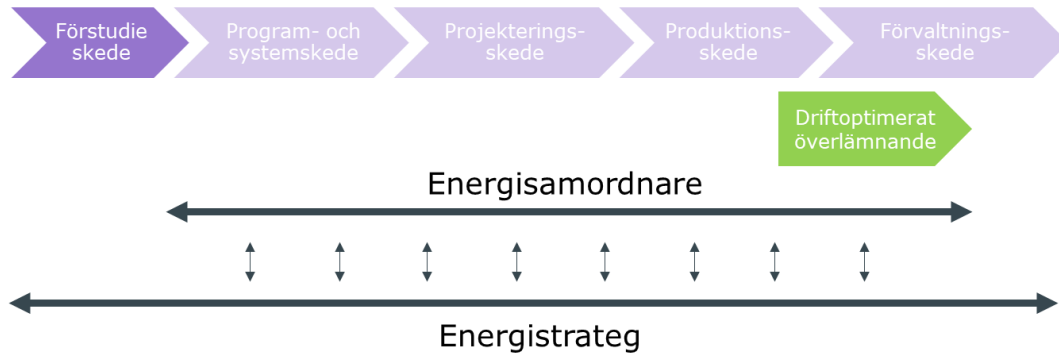 Förstudie
skede
Program- och
systemskede
Projekterings-
skede
Produktions-
skede
Förvaltnings-
skede
Driftoptimerat
överlämnande
Energisamordnare
Energistrateg